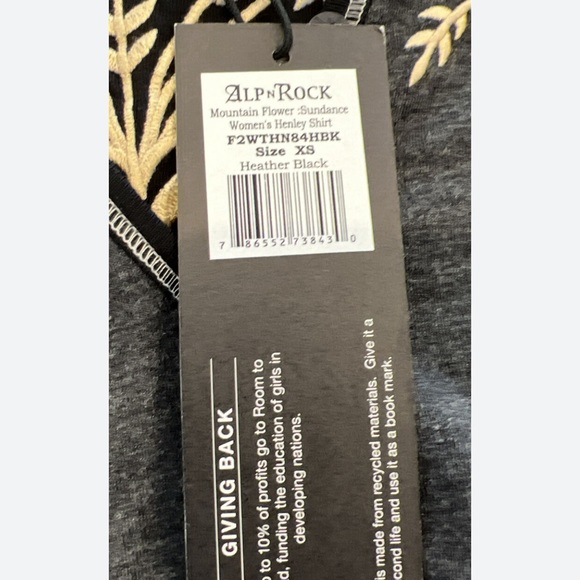 ALPNROCK
Mountain Flower :Sundance
Women's Henley Shirt
F2WTHN84HBK
Size XS
Heather Black
7 86552 73843 0
GIVING BACK
to 10% of profits go to Room to
d, funding the education of girls in
developing nations.
is made from recycled materials. Give it a
cond life and use it as a book mark.